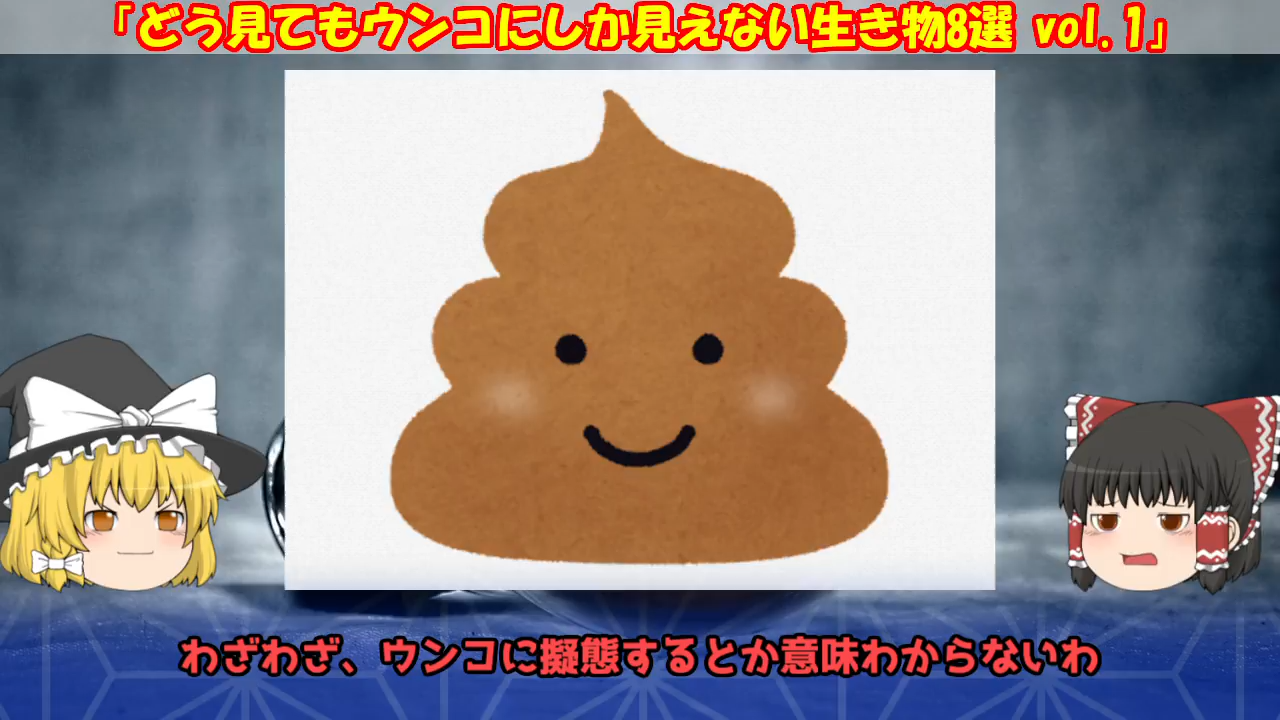 「どう見てもウンコにしか見えない生き物8選 vol.1」
わざわざ、ウンコに擬態するとか意味わからないわ